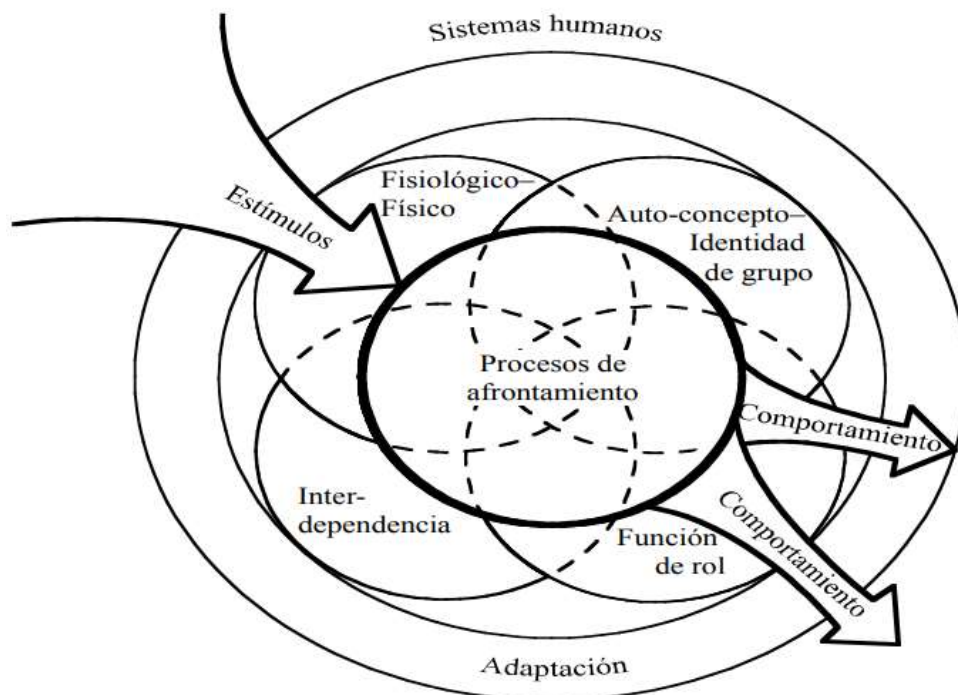 Sistemas humanos
Fisiológico–
Físico
Estímulos
Auto-concepto–
Identidad
de grupo
Procesos de
afrontamiento
Comportamiento
Inter-
dependencia
Función
de rol
Comportamiento
Adaptación